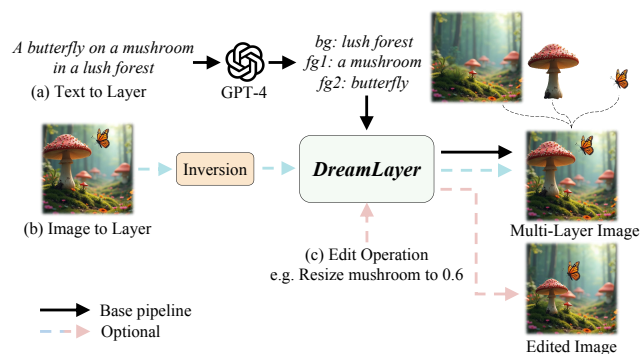 A butterfly on a mushroom
in a lush forest
(a) Text to Layer
GPT-4
bg: lush forest
fg1: a mushroom
fg2: butterfly
Inversion
DreamLayer
(b) Image to Layer
Multi-Layer Image
(c) Edit Operation
e.g. Resize mushroom to 0.6
Base pipeline
Optional
Edited Image